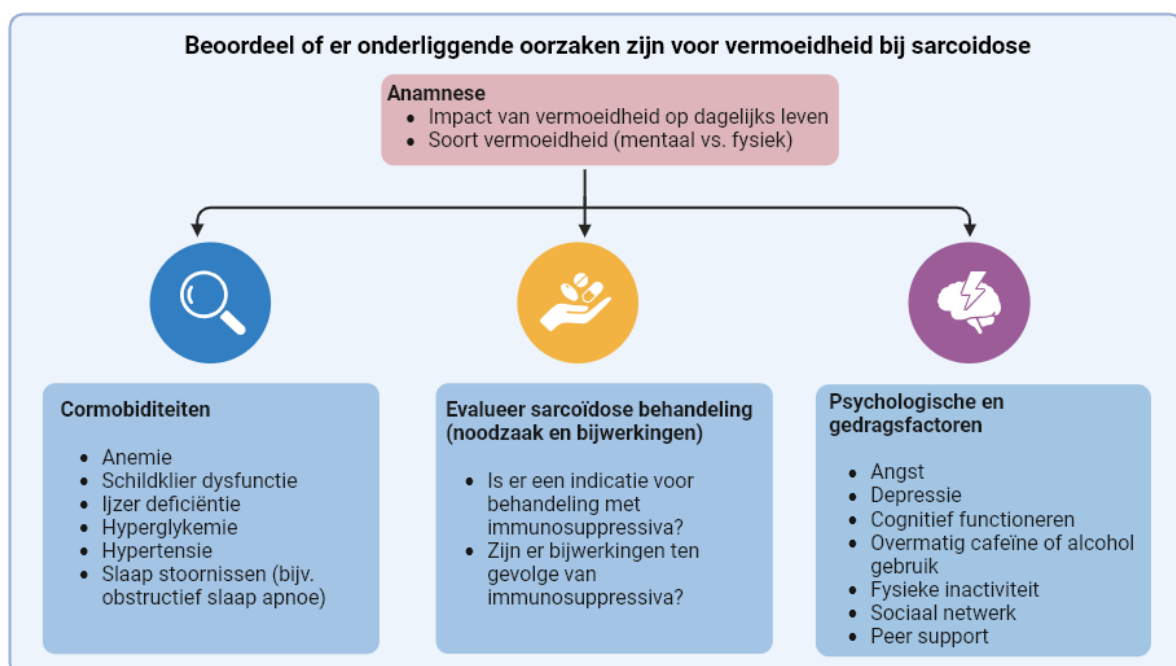 Beoordeel of er onderliggende oorzaken zijn voor vermoeidheid bij sarcoidose
Anamnese
• Impact van vermoeidheid op dagelijks leven
• Soort vermoeidheid (mentaal vs. fysiek)
Cormobiditeiten
• Anemie
• Schildklier dysfunctie
• Ijzer deficiëntie
• Hyperglykemie
• Hypertensie
• Slaap stoornissen (bijv.
obstructief slaap apnoe)
Evalueer sarcoïdose behandeling
(noodzaak en bijwerkingen)
• Is er een indicatie voor
behandeling met
immunosuppressiva?
• Zijn er bijwerkingen ten
gevolge van
immunosuppressiva?
Psychologische en
gedragsfactoren
• Angst
• Depressie
• Cognitief functioneren
• Overmatig cafeïne of alcohol
gebruik
• Fysieke inactiviteit
• Sociaal netwerk
• Peer support